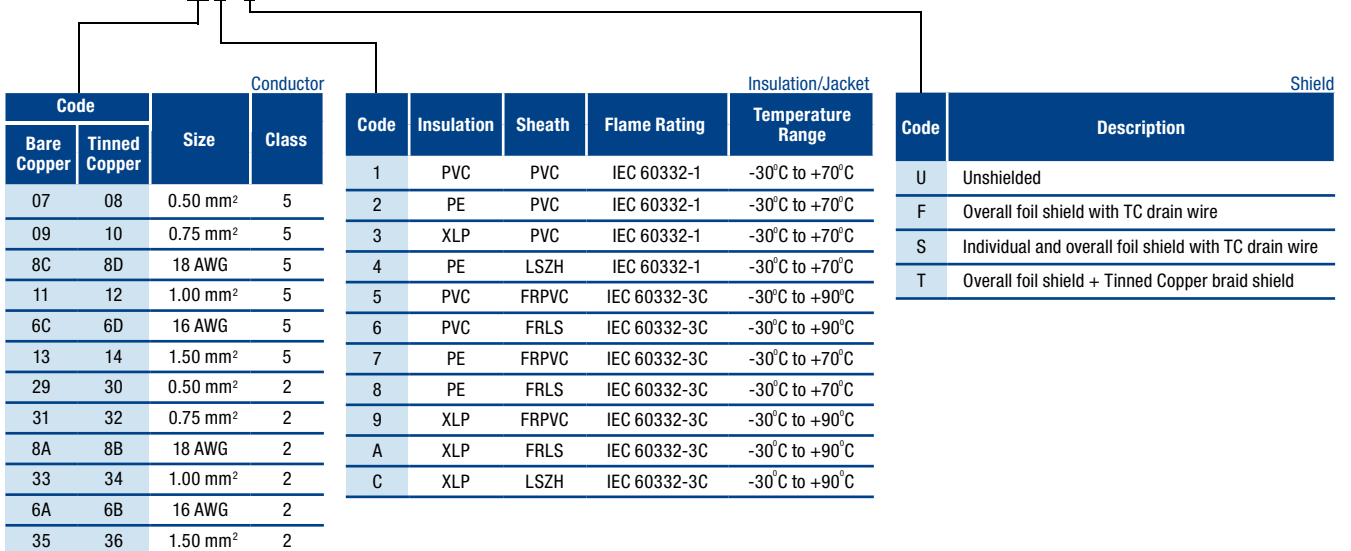 Conductor
Code Size Class
Bare Copper Tinned Copper
07 08 0.50 mm² 5
09 10 0.75 mm² 5
8C 8D 18 AWG 5
11 12 1.00 mm² 5
6C 6D 16 AWG 5
13 14 1.50 mm² 5
29 30 0.50 mm² 2
31 32 0.75 mm² 2
8A 8B 18 AWG 2
33 34 1.00 mm² 2
6A 6B 16 AWG 2
35 36 1.50 mm² 2
Insulation/Jacket
Code Insulation Sheath Flame Rating Temperature Range
1 PVC PVC IEC 60332-1 -30°C to +70°C
2 PE PVC IEC 60332-1 -30°C to +70°C
3 XLP PVC IEC 60332-1 -30°C to +70°C
4 PE LSZH IEC 60332-1 -30°C to +70°C
5 PVC FRPVC IEC 60332-3C -30°C to +90°C
6 PVC FRLS IEC 60332-3C -30°C to +90°C
7 PE FRPVC IEC 60332-3C -30°C to +70°C
8 PE FRLS IEC 60332-3C -30°C to +70°C
9 XLP FRPVC IEC 60332-3C -30°C to +90°C
A XLP FRLS IEC 60332-3C -30°C to +90°C
C XLP LSZH IEC 60332-3C -30°C to +90°C
Shield
Code Description
U Unshielded
F Overall foil shield with TC drain wire
S Individual and overall foil shield with TC drain wire
T Overall foil shield + Tinned Copper braid shield